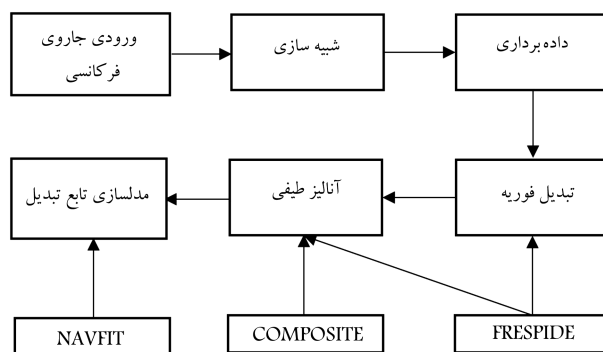 ورودی جاروی
فرکانسی
شبیه سازی
داده‌برداری
تبدیل فوریه
آنالیز طیفی
مدلسازی تابع تبدیل
NAVFIT
COMPOSITE
FRESPIDE